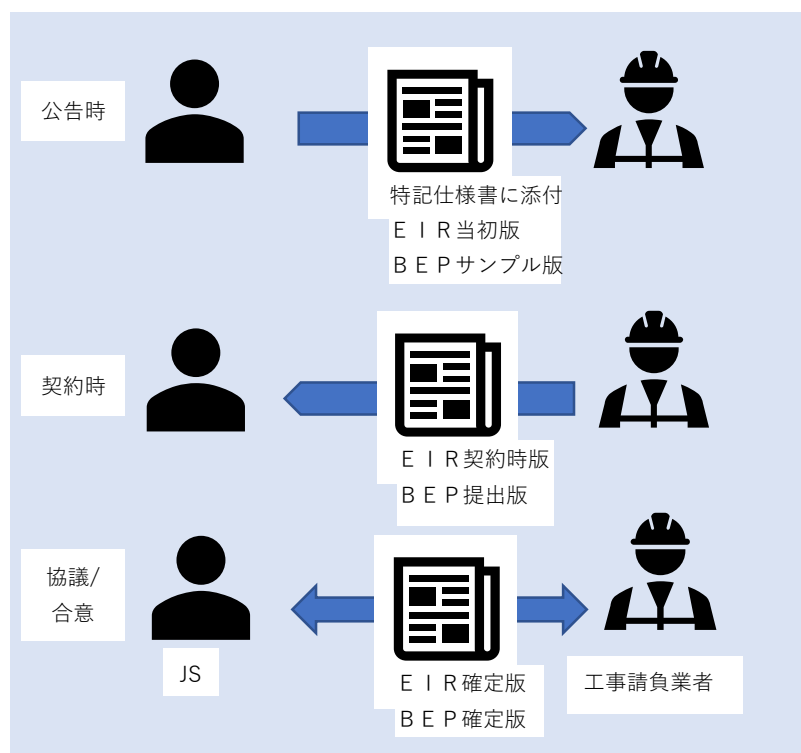 公告時
特記仕様書に添付
ＥＩＲ当初版
ＢＥＰサンプル版
契約時
ＥＩＲ契約時版
ＢＥＰ提出版
協議/
合意
JS
ＥＩＲ確定版
ＢＥＰ確定版
工事請負業者